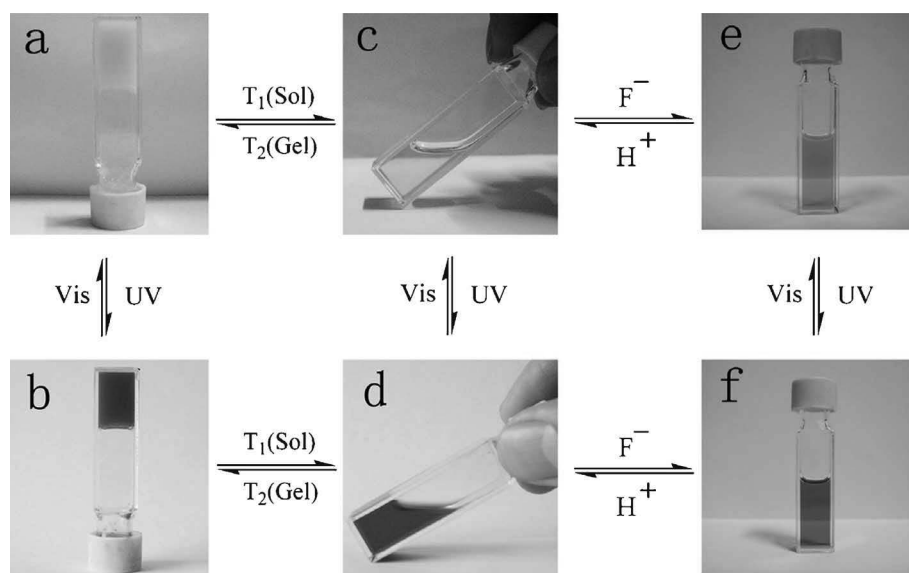 a
c
e
T₁(Sol)
T₂(Gel)
F⁻
H⁺
Vis
UV
Vis
UV
Vis
UV
b
d
f
T₁(Sol)
T₂(Gel)
F⁻
H⁺